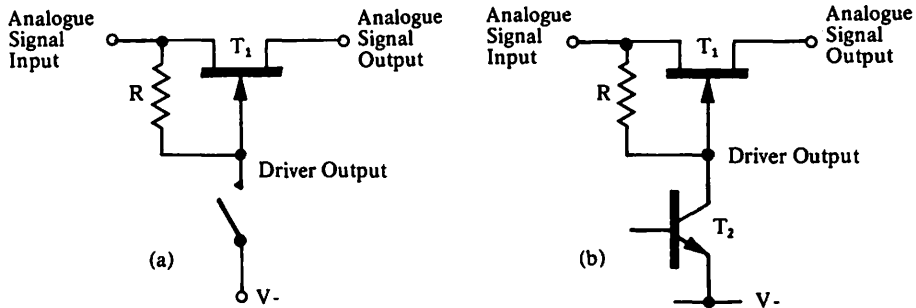 Analogue
Signal
Input
T₁
Analogue
Signal
Output
R
Driver Output
(a)
V-
Analogue
Signal
Input
T₁
Analogue
Signal
Output
R
Driver Output
T₂
(b)
V-